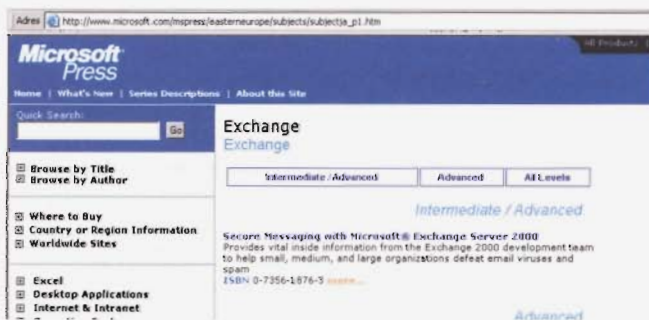 Adres http://www.microsoft.com/mspress/easterneurope/subjects/subjectja_p1.htm
All Products
Microsoft
Press
Home | What's New | Series Descriptions | About this Site
Quick Search:
Go
Browse by Title
Browse by Author
Where to Buy
Country or Region Information
Worldwide Sites
Excel
Desktop Applications
Internet & Intranet
Exchange
Exchange
Intermediate / Advanced Advanced All Levels
Intermediate / Advanced
Secure Messaging with Microsoft® Exchange Server 2000
Provides vital inside information from the Exchange 2000 development team
to help small, medium, and large organizations defeat email viruses and
spam
ISBN 0-7356-1876-3 more...
Advanced